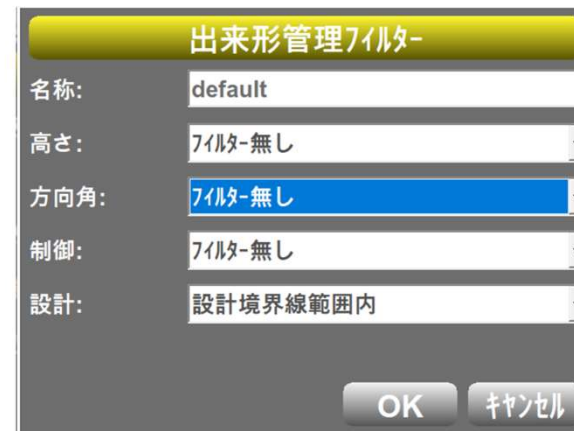 出来形管理ﾌｨﾙﾀｰ
名称: default
高さ: ﾌｨﾙﾀｰ無し
方向角: ﾌｨﾙﾀｰ無し
制御: ﾌｨﾙﾀｰ無し
設計: 設計境界線範囲内
OK ｷｬﾝｾﾙ